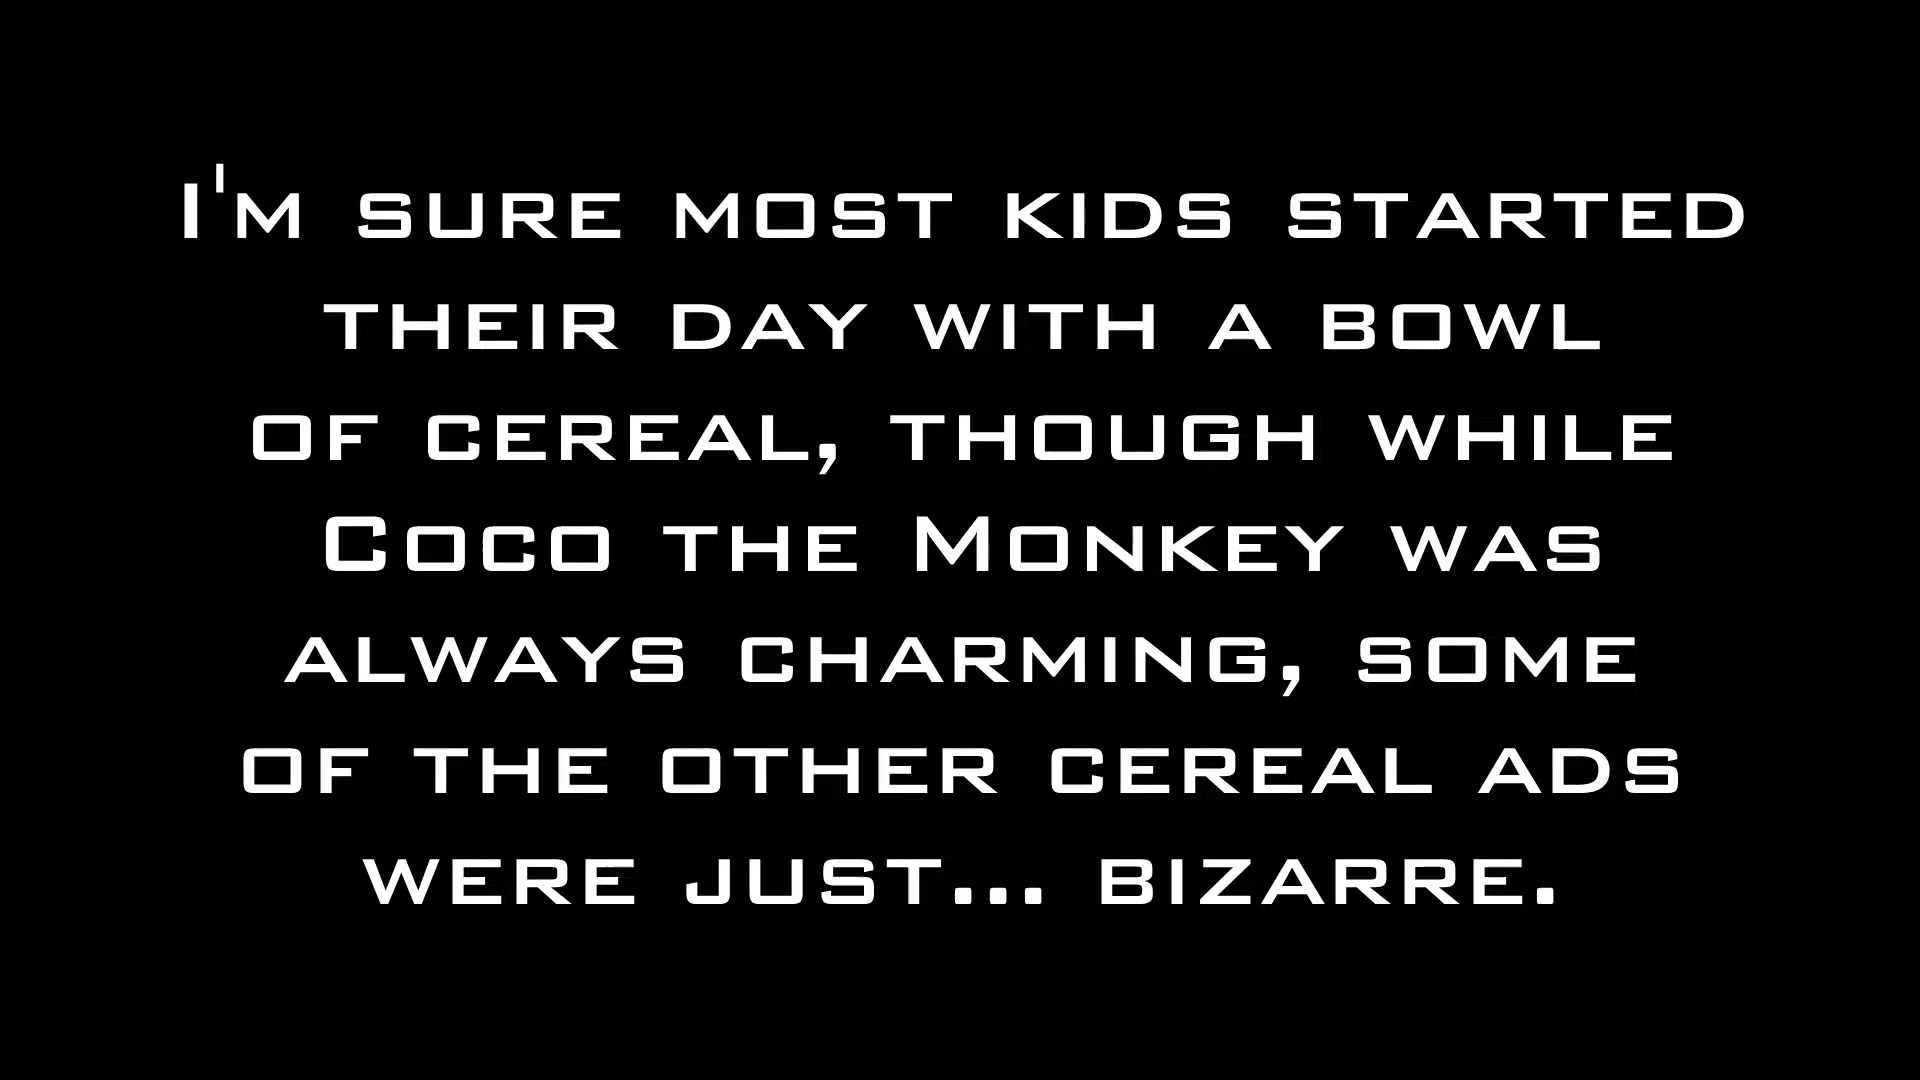 I'm sure most kids started
their day with a bowl
of cereal, though while
Coco the Monkey was
always charming, some
of the other cereal ads
were just... bizarre.